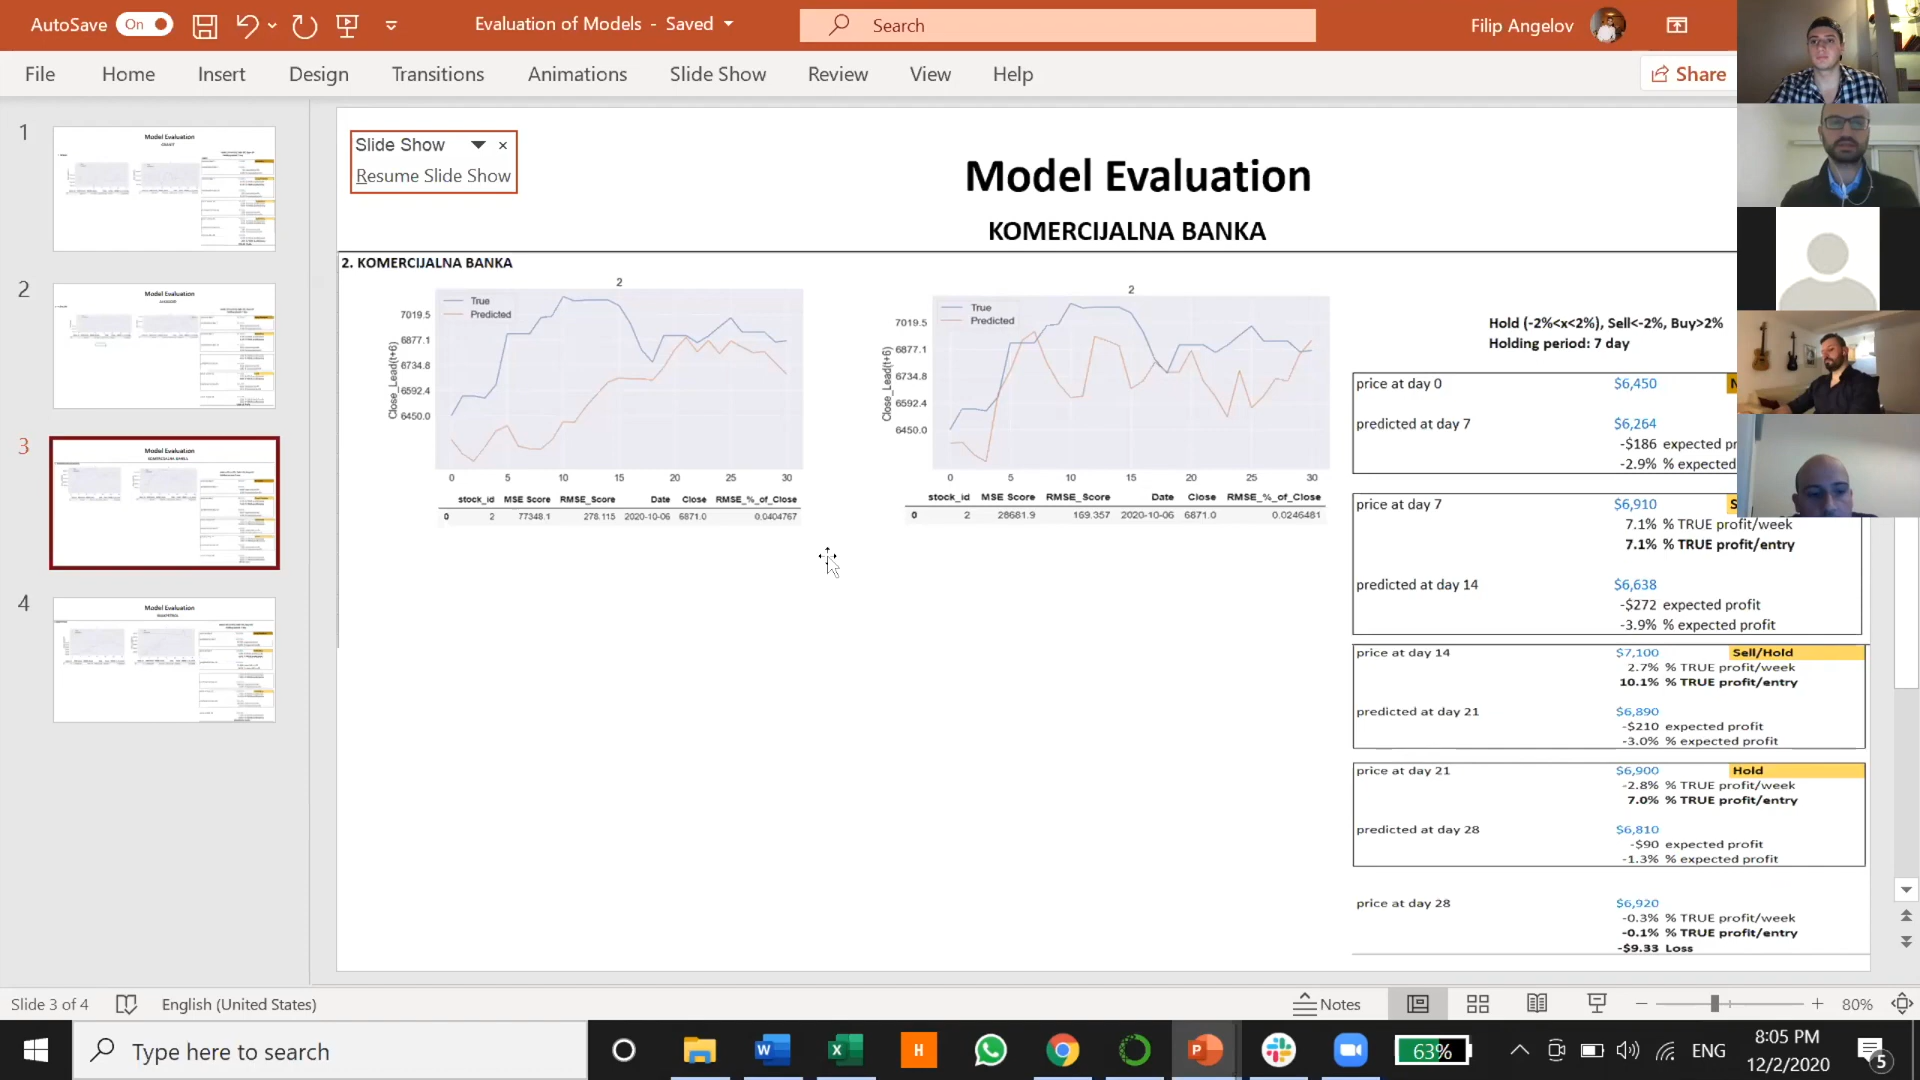 AutoSave On
Evaluation of Models - Saved
Search
Filip Angelov
File Home Insert Design Transitions Animations Slide Show Review View Help
Share
1
Model Evaluation
2
Model Evaluation
3
Model Evaluation
KOMERCIJALNA BANKA
4
Model Evaluation
Slide Show
Resume Slide Show
Model Evaluation
KOMERCIJALNA BANKA
2. KOMERCIJALNA BANKA
2
True
Predicted
Close_Lead(t+6)
7019.5
6877.1
6734.8
6592.4
6450.0
0 5 10 15 20 25 30
stock_id MSE Score RMSE_Score Date Close RMSE_%_of_Close
0 2 77348.1 278.115 2020-10-06 6871.0 0.0404767
2
True
Predicted
Close_Lead(t+6)
7019.5
6877.1
6734.8
6592.4
6450.0
0 5 10 15 20 25 30
stock_id MSE Score RMSE_Score Date Close RMSE_%_of_Close
0 2 28681.9 169.357 2020-10-06 6871.0 0.0246481
Hold (-2%<x<2%), Sell<-2%, Buy>2%
Holding period: 7 day
price at day 0 $6,450
predicted at day 7 $6,264
-$186 expected
-2.9% % expected
price at day 7 $6,910
7.1% % TRUE profit/week
7.1% % TRUE profit/entry
predicted at day 14 $6,638
-$272 expected profit
-3.9% % expected profit
price at day 14 $7,100 Sell/Hold
2.7% % TRUE profit/week
10.1% % TRUE profit/entry
predicted at day 21 $6,890
-$210 expected profit
-3.0% % expected profit
price at day 21 $6,900 Hold
-2.8% % TRUE profit/week
7.0% % TRUE profit/entry
predicted at day 28 $6,810
-$90 expected profit
-1.3% % expected profit
price at day 28 $6,920
-0.3% % TRUE profit/week
-0.1% % TRUE profit/entry
-$9.33 Loss
Slide 3 of 4 English (United States) Notes 80%
Type here to search
63%
ENG
8:05 PM
12/2/2020
5